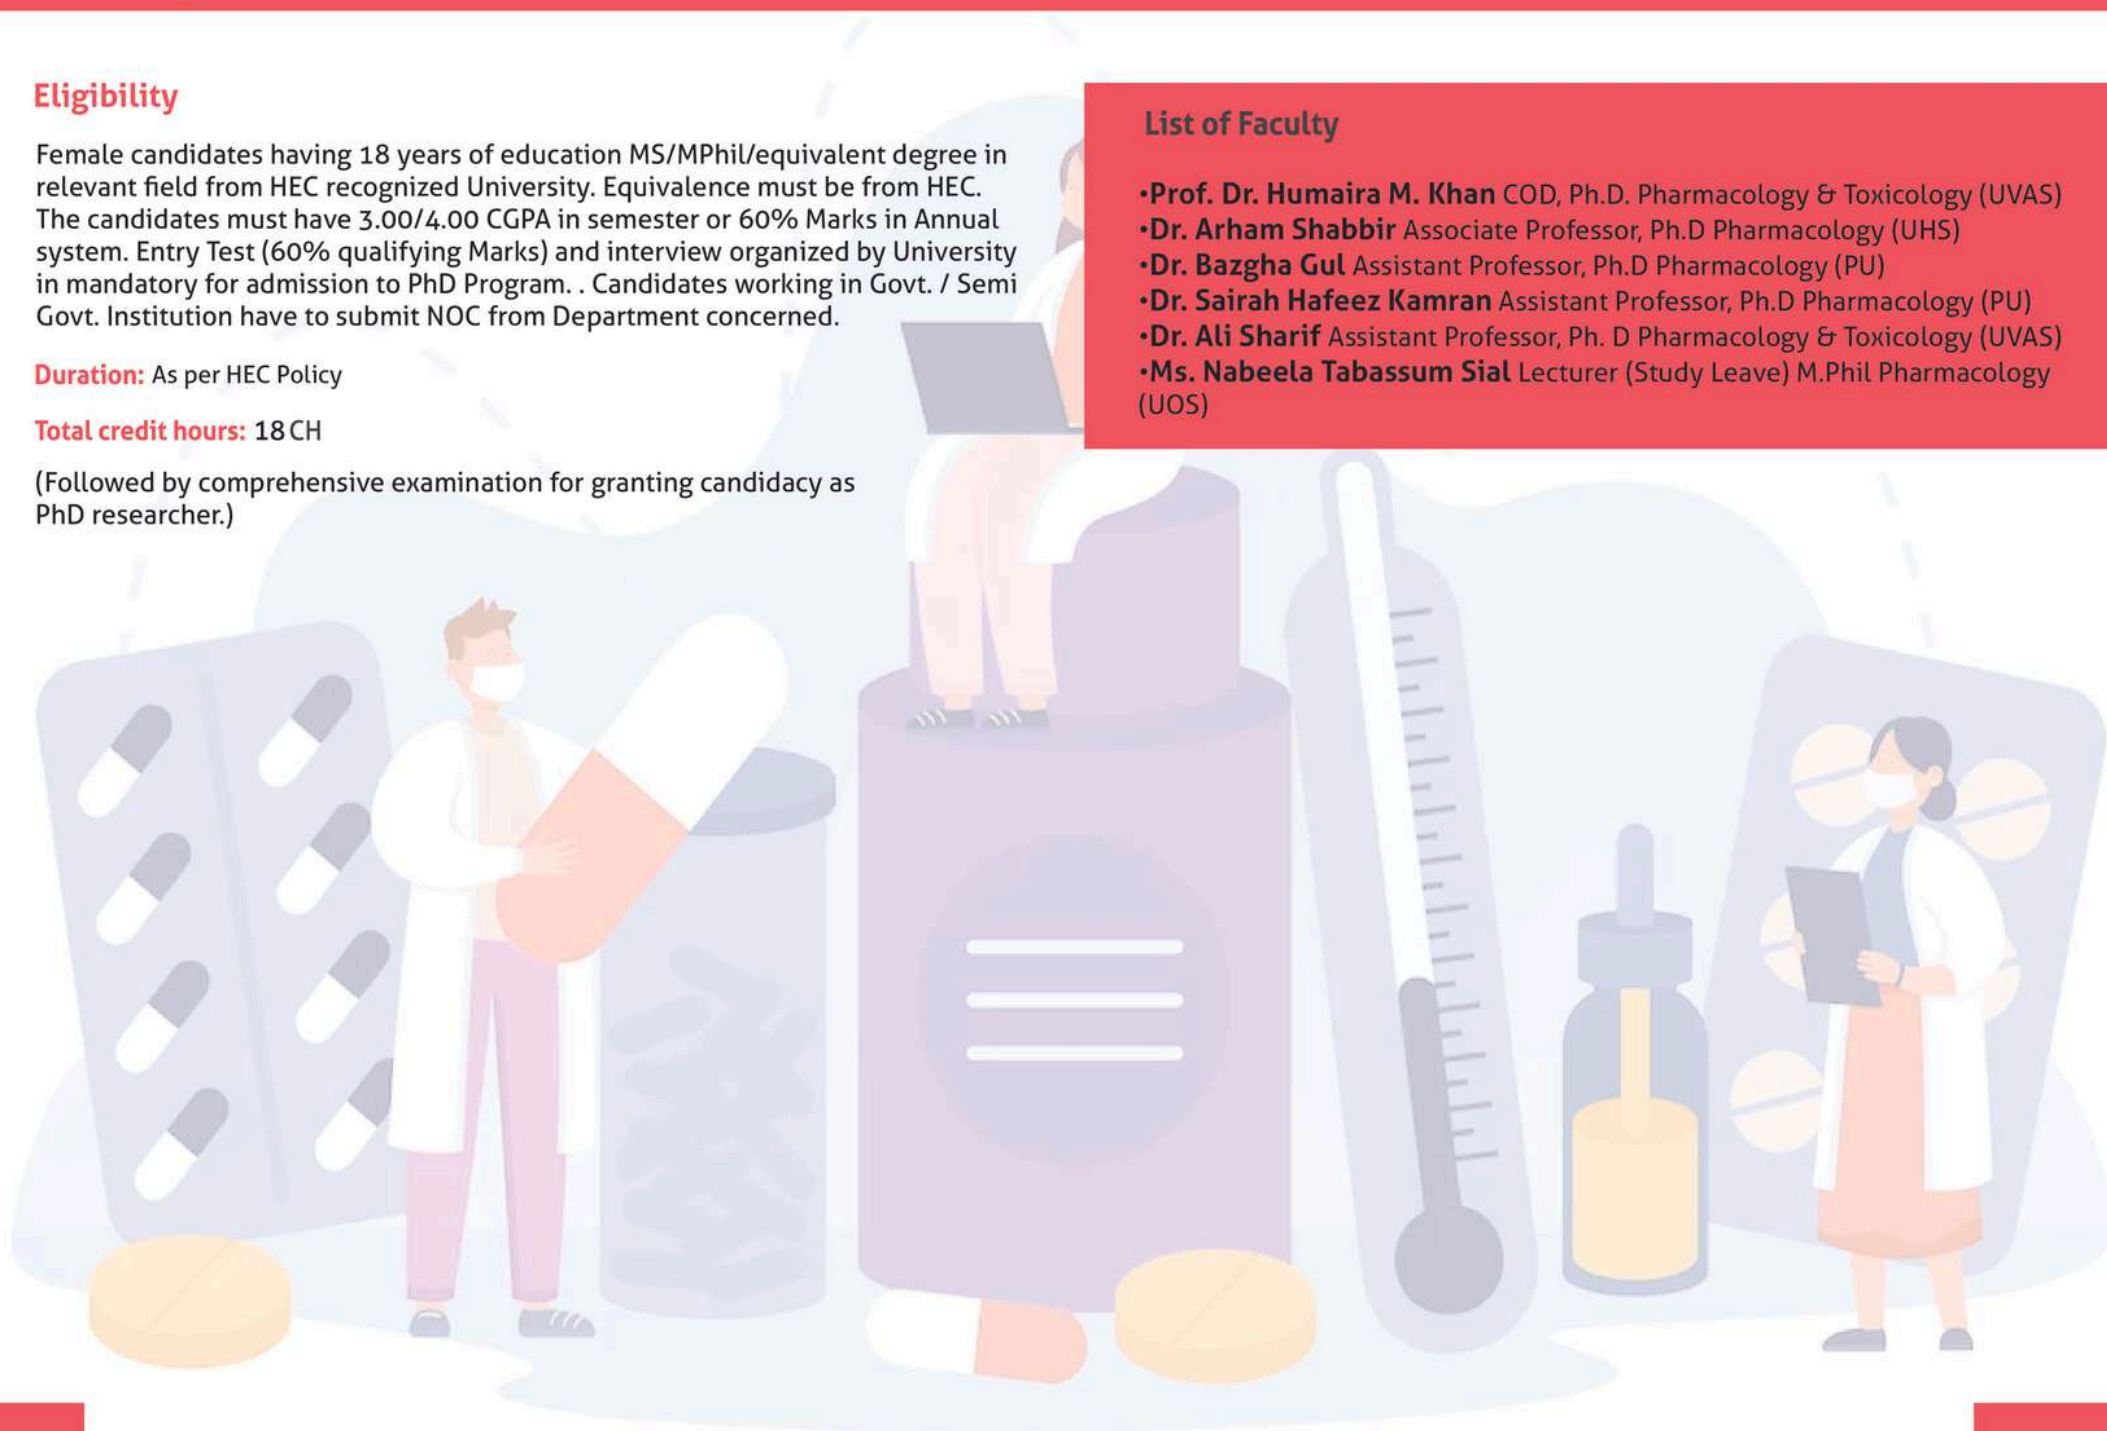 Eligibility
Female candidates having 18 years of education MS/MPhil/equivalent degree in
relevant field from HEC recognized University. Equivalence must be from HEC.
The candidates must have 3.00/4.00 CGPA in semester or 60% Marks in Annual
system. Entry Test (60% qualifying Marks) and interview organized by University
in mandatory for admission to PhD Program. . Candidates working in Govt. / Semi
Govt. Institution have to submit NOC from Department concerned.
Duration: As per HEC Policy
Total credit hours: 18 CH
(Followed by comprehensive examination for granting candidacy as
PhD researcher.)
List of Faculty
•Prof. Dr. Humaira M. Khan COD, Ph.D. Pharmacology & Toxicology (UVAS)
•Dr. Arham Shabbir Associate Professor, Ph.D Pharmacology (UHS)
•Dr. Bazgha Gul Assistant Professor, Ph.D Pharmacology (PU)
•Dr. Sairah Hafeez Kamran Assistant Professor, Ph.D Pharmacology (PU)
•Dr. Ali Sharif Assistant Professor, Ph. D Pharmacology & Toxicology (UVAS)
•Ms. Nabeela Tabassum Sial Lecturer (Study Leave) M.Phil Pharmacology
(UOS)